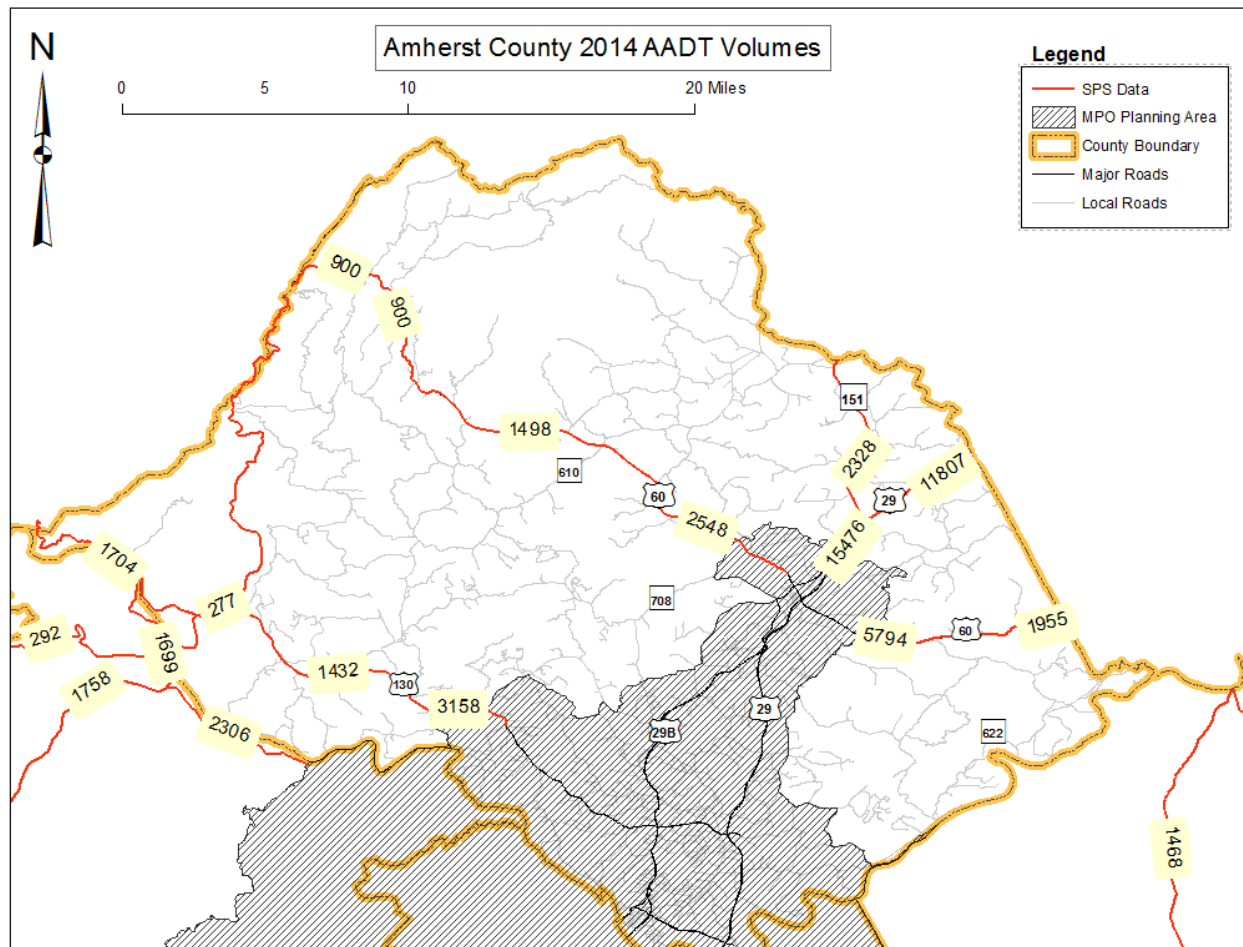 Amherst County 2014 AADT Volumes
N
0 5 10 20 Miles
Legend
SPS Data
MPO Planning Area
County Boundary
Major Roads
Local Roads
900
900
151
1498
2328
610
11807
60
29
2548
15476
1704
277
708
292
1699
5794
60
1955
1432
130
1758
3158
29
2306
29B
622
1468